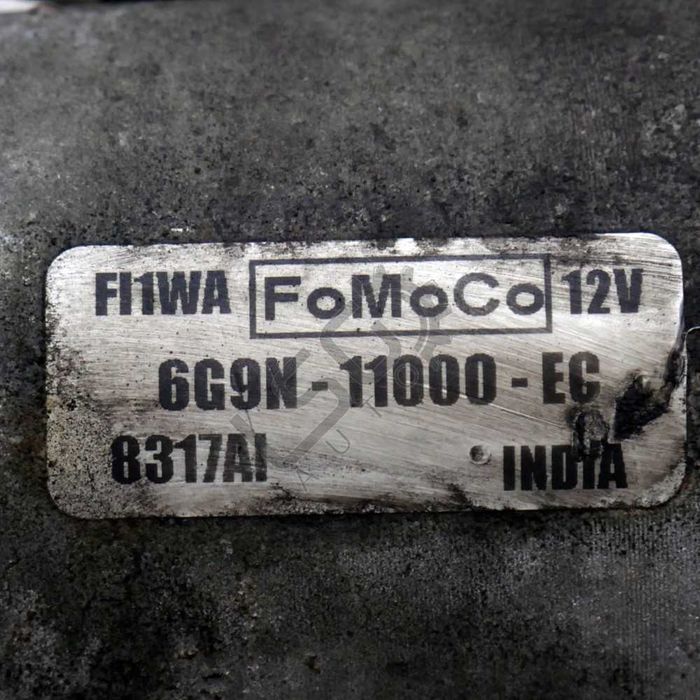 FI1WA FoMoCo 12V
6G9N-11000-EC
8317AI INDIA